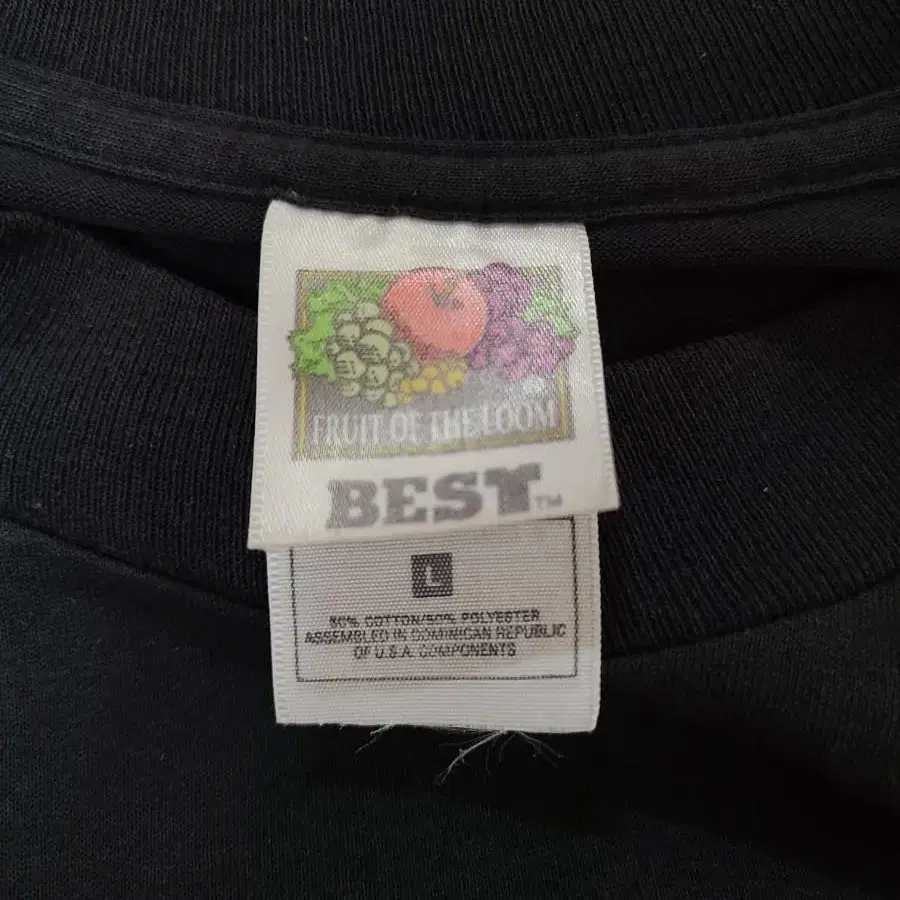 FRUIT OF THE LOOM
BEST™
L
50% COTTON/50% POLYESTER
ASSEMBLED IN DOMINICAN REPUBLIC
OF U.S.A. COMPONENTS